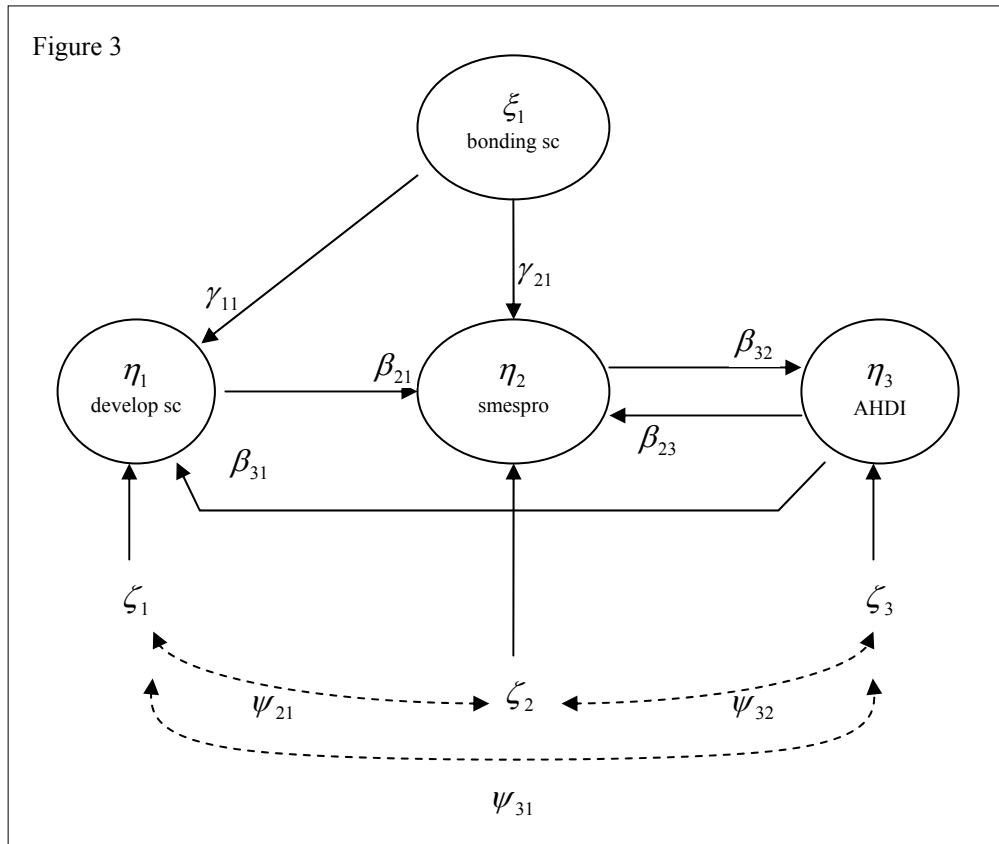 Figure 3
ξ₁
bonding sc
γ₁₁
γ₂₁
η₁
develop sc
β₂₁
η₂
smespro
β₃₂
η₃
AHDI
β₂₃
β₃₁
ζ₁
ζ₃
ζ₂
ψ₂₁
ψ₃₂
ψ₃₁